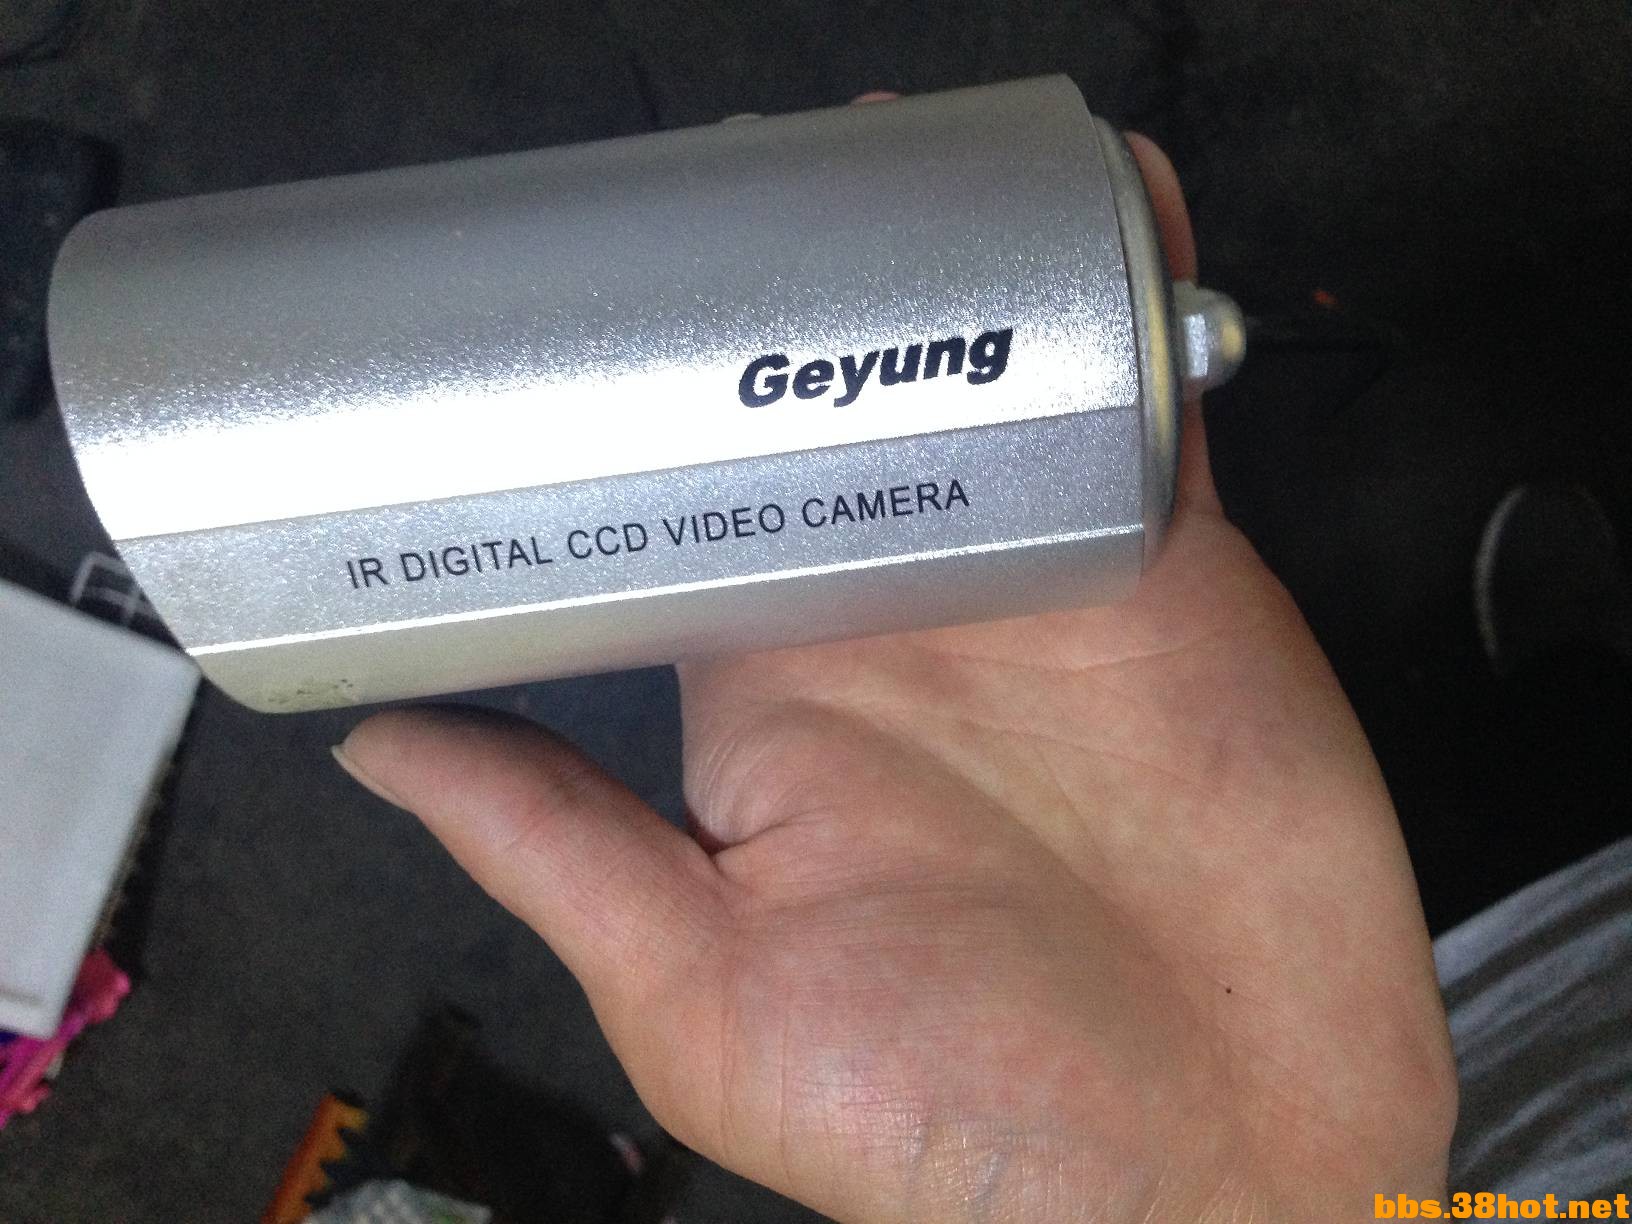 Geyung
IR DIGITAL CCD VIDEO CAMERA
bbs.38hot.net